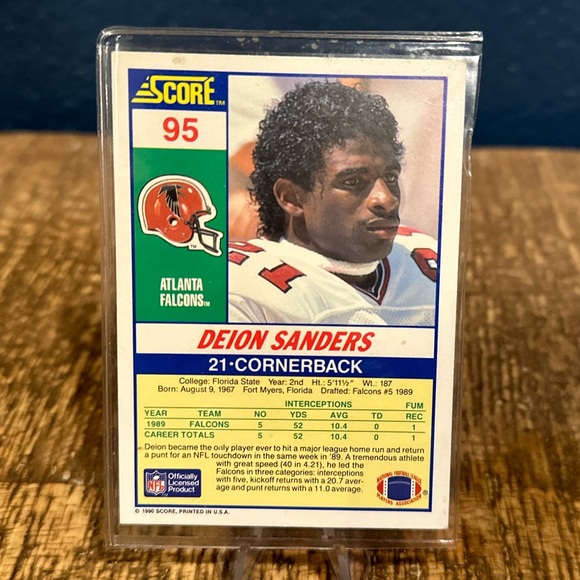 SCORE™
95
ATLANTA
FALCONS™
21
DEION SANDERS
21·CORNERBACK
College: Florida State Year: 2nd Ht.: 5'11½" Wt.: 187
Born: August 9, 1967 Fort Myers, Florida Drafted: Falcons #5 1989
INTERCEPTIONS FUM
YEAR TEAM NO YDS AVG TD REC
1989 FALCONS 5 52 10.4 0 1
CAREER TOTALS 5 52 10.4 0 1
Deion became the only player ever to hit a major league home run and return
a punt for an NFL touchdown in the same week in '89. A tremendous athlete
with great speed (40 in 4.21), he led the
Falcons in three categories: interceptions
with five, kickoff returns with a 20.7 aver-
age and punt returns with a 11.0 average.
NFL
Officially
Licensed
Product
© 1990 SCORE, PRINTED IN U.S.A.